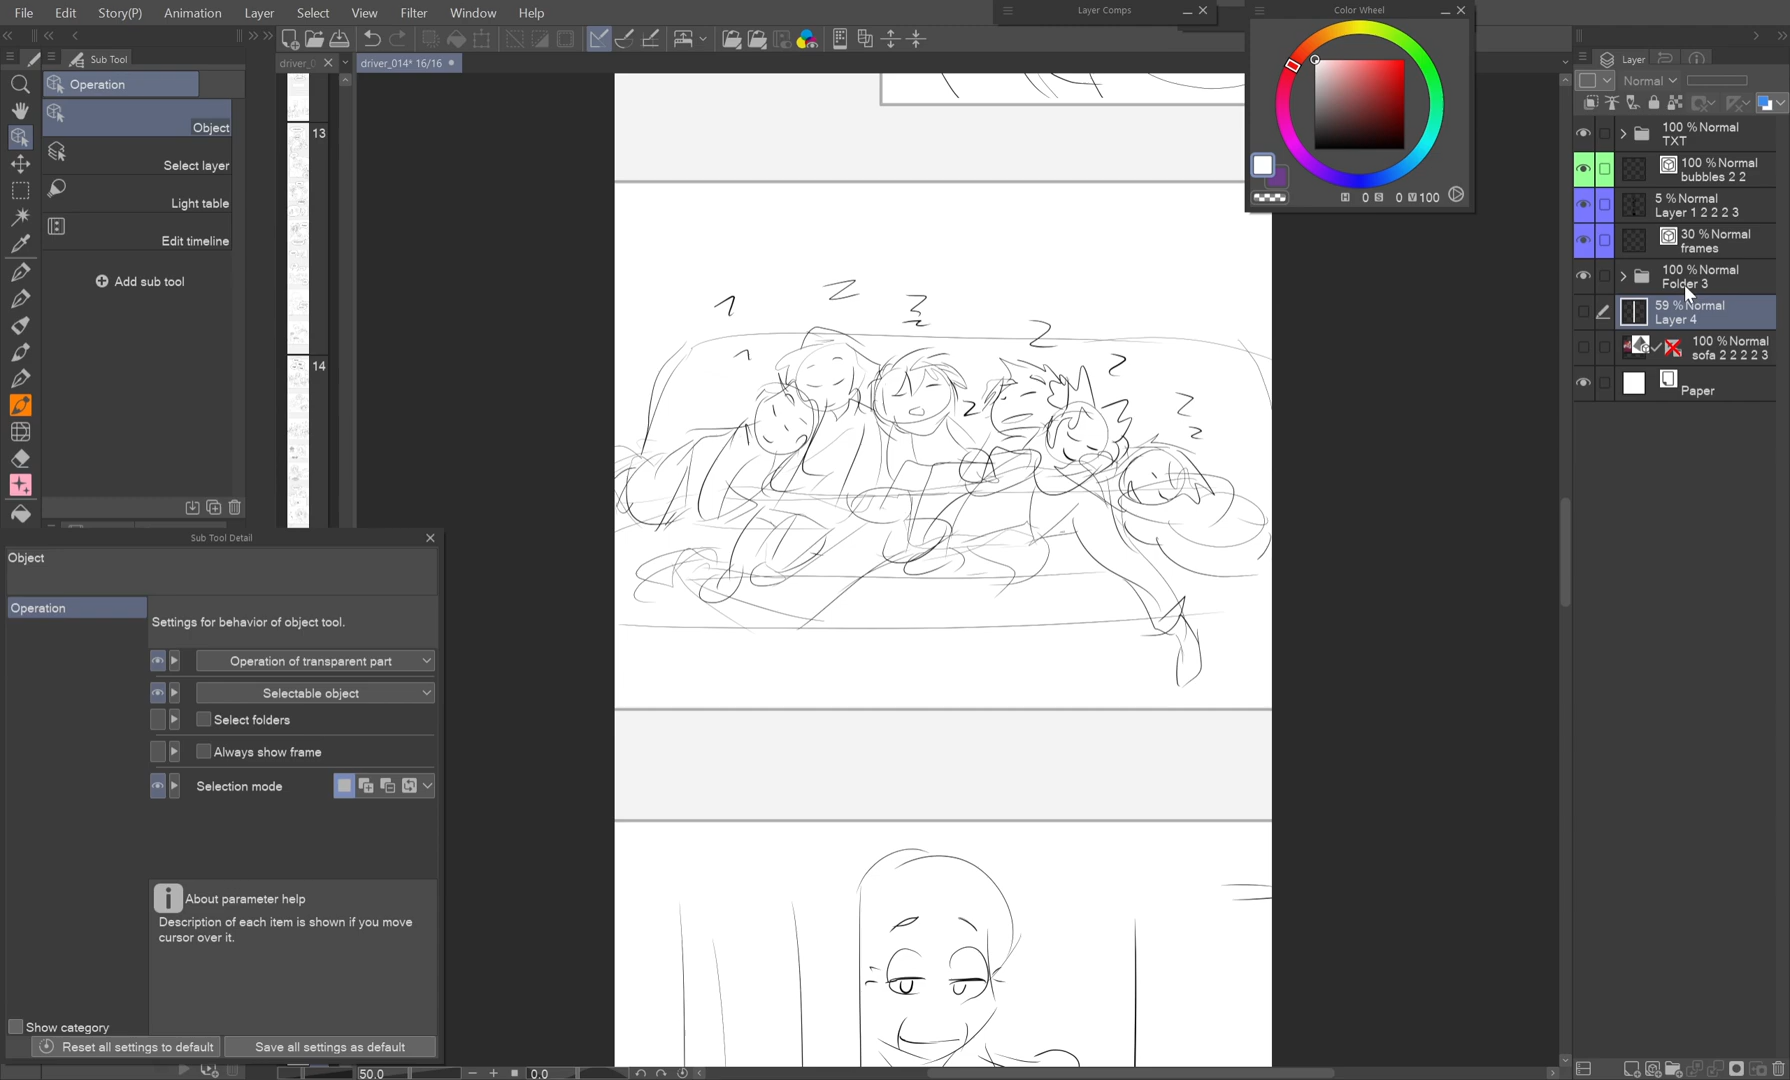 File Edit Story(P) Animation Layer Select View Filter Window Help
Layer Comps
Color Wheel
Sub Tool
driver_0
driver_014* 16/16
Layer
Operation
Normal
Object
Select layer
Light table
Edit timeline
Add sub tool
13
14
H 0 S 0 V 100
100 % Normal
TXT
100 % Normal
bubbles 2 2
5 % Normal
Layer 1 2 2 2 3
30 % Normal
frames
100 % Normal
Folder 3
59 % Normal
Layer 4
100 % Normal
sofa 2 2 2 2 3
Paper
Z
Z
Z
Z
Z
Z
Z
Z
Sub Tool Detail
Object
Operation
Settings for behavior of object tool.
Operation of transparent part
Selectable object
Select folders
Always show frame
Selection mode
About parameter help
Description of each item is shown if you move
cursor over it.
Show category
Reset all settings to default
Save all settings as default
50.0
0.0